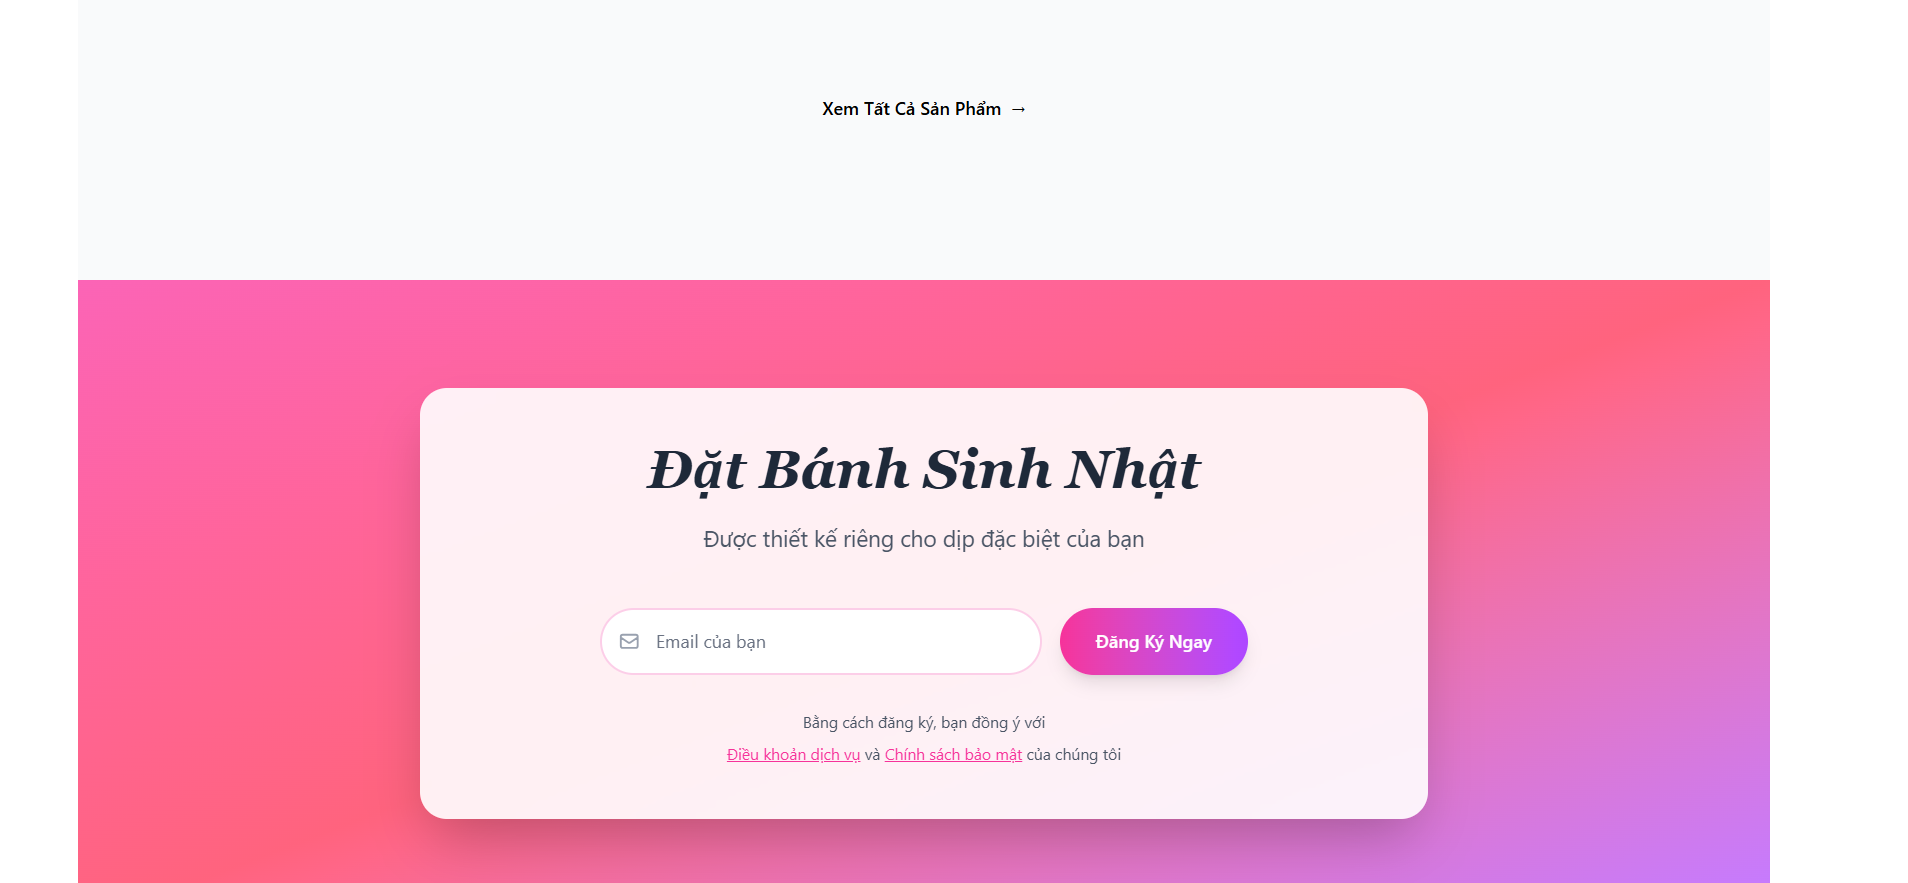 Xem Tất Cả Sản Phẩm →
Đặt Bánh Sinh Nhật
Được thiết kế riêng cho dịp đặc biệt của bạn
Email của bạn
Đăng Ký Ngay
Bằng cách đăng ký, bạn đồng ý với
Điều khoản dịch vụ và Chính sách bảo mật của chúng tôi